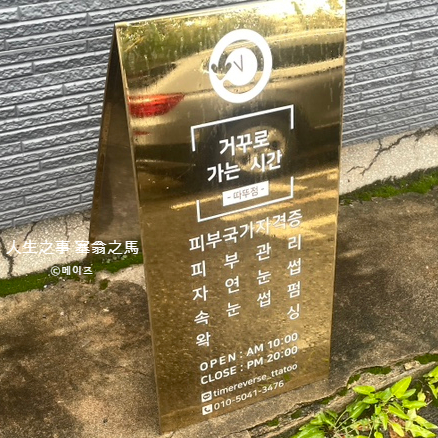 거꾸로
가는 시간
- 따뚜점 -
피부국가자격증
피 부 관 리
자 연 눈 썹
속 눈 썹 펌
왁 싱
OPEN : AM 10:00
CLOSE : PM 20:00
timereverse_ttatoo
010-5041-3476
人生之事 塞翁之馬
©메이즈